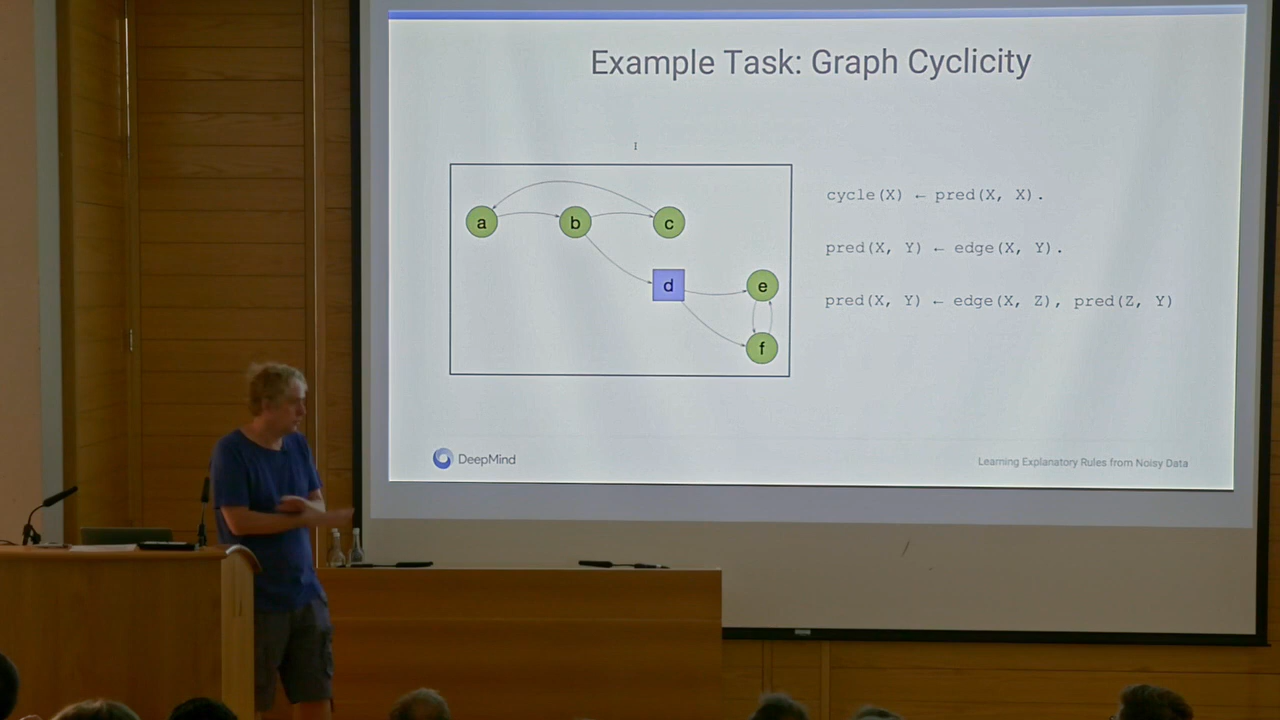 Example Task: Graph Cyclicity
a
b
c
d
e
f
cycle(X) ← pred(X, X).
pred(X, Y) ← edge(X, Y).
pred(X, Y) ← edge(X, Z), pred(Z, Y)
DeepMind
Learning Explanatory Rules from Noisy Data